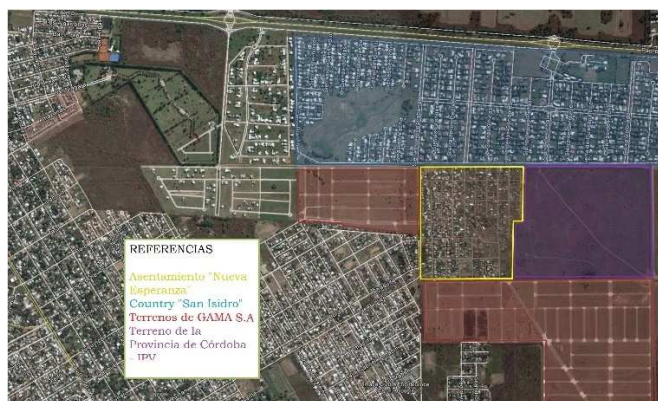 REFERENCIAS
Asentamiento "Nueva
Esperanza"
Country "San Isidro"
Terrenos de GAMA S.A
Terreno de la
Provincia de Córdoba
- IPV